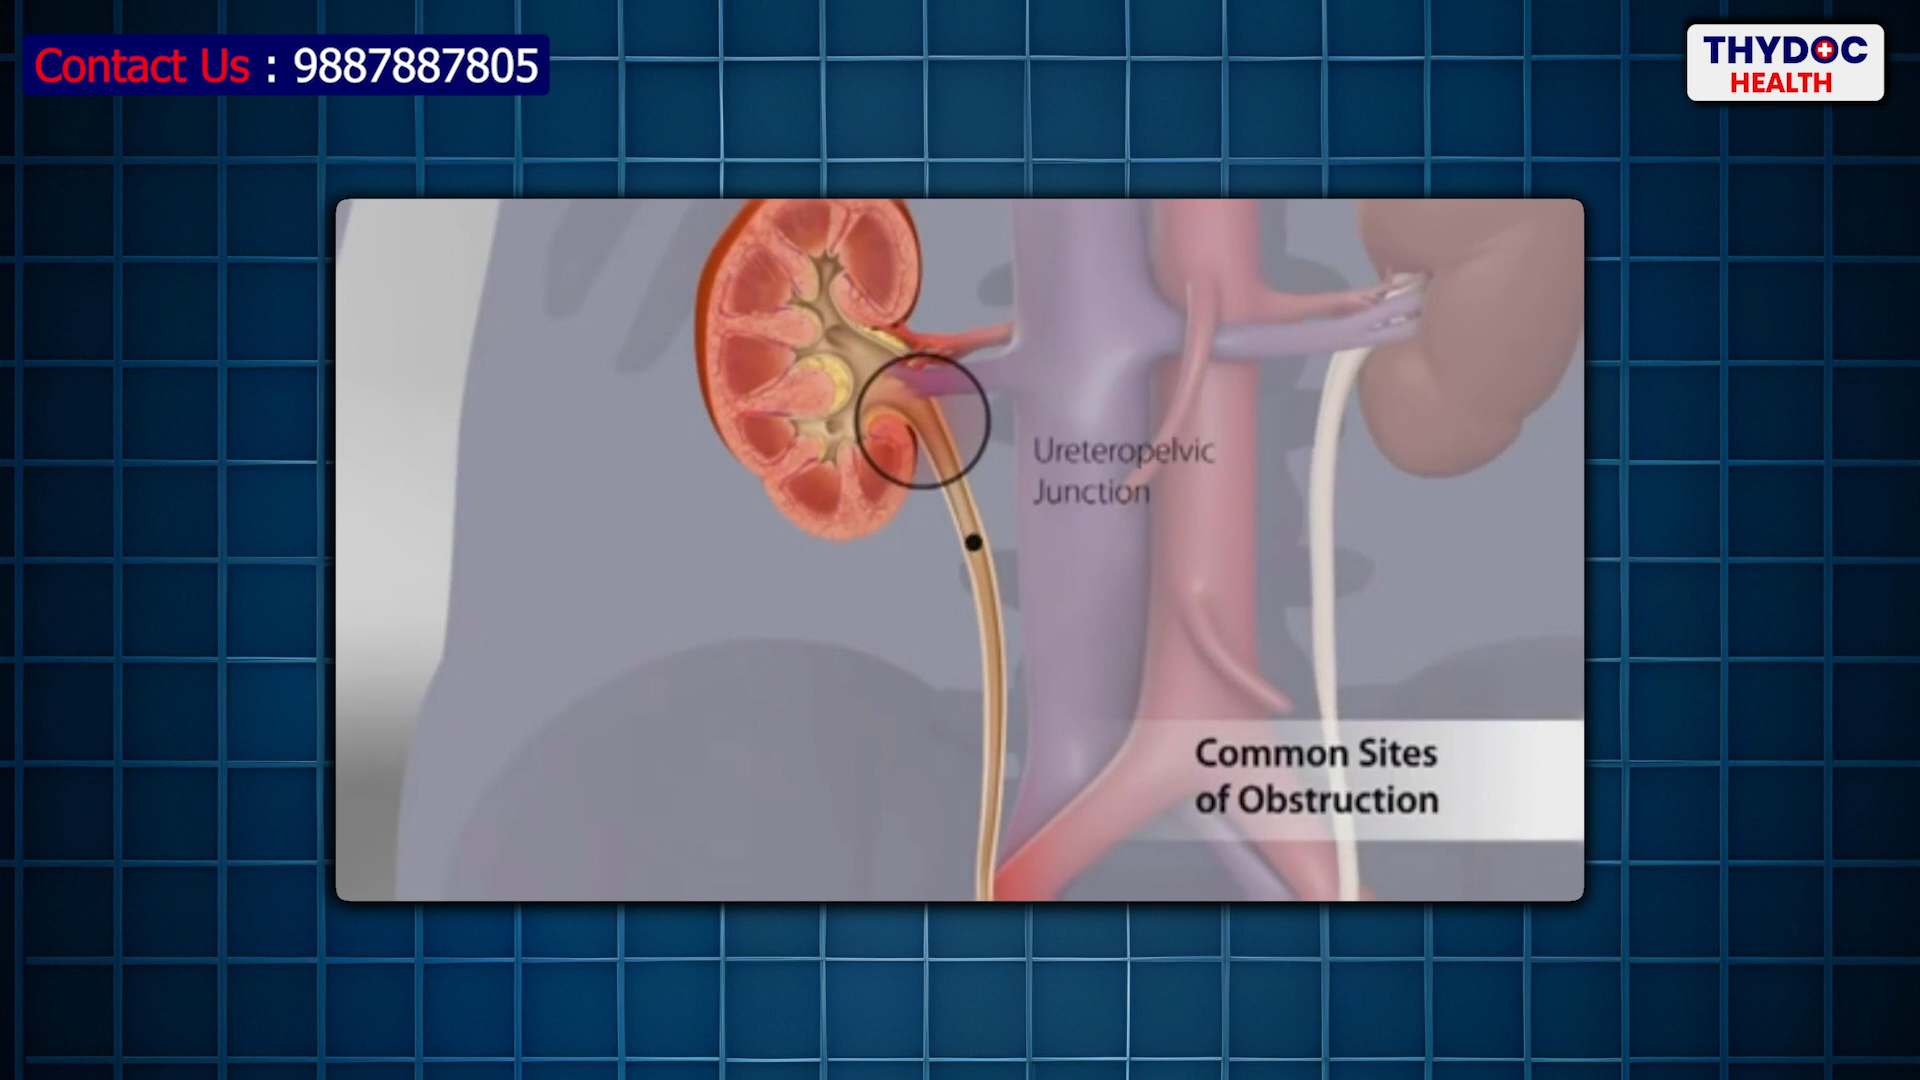 Contact Us : 9887887805
THYDOC
HEALTH
Ureteropelvic
Junction
Common Sites
of Obstruction